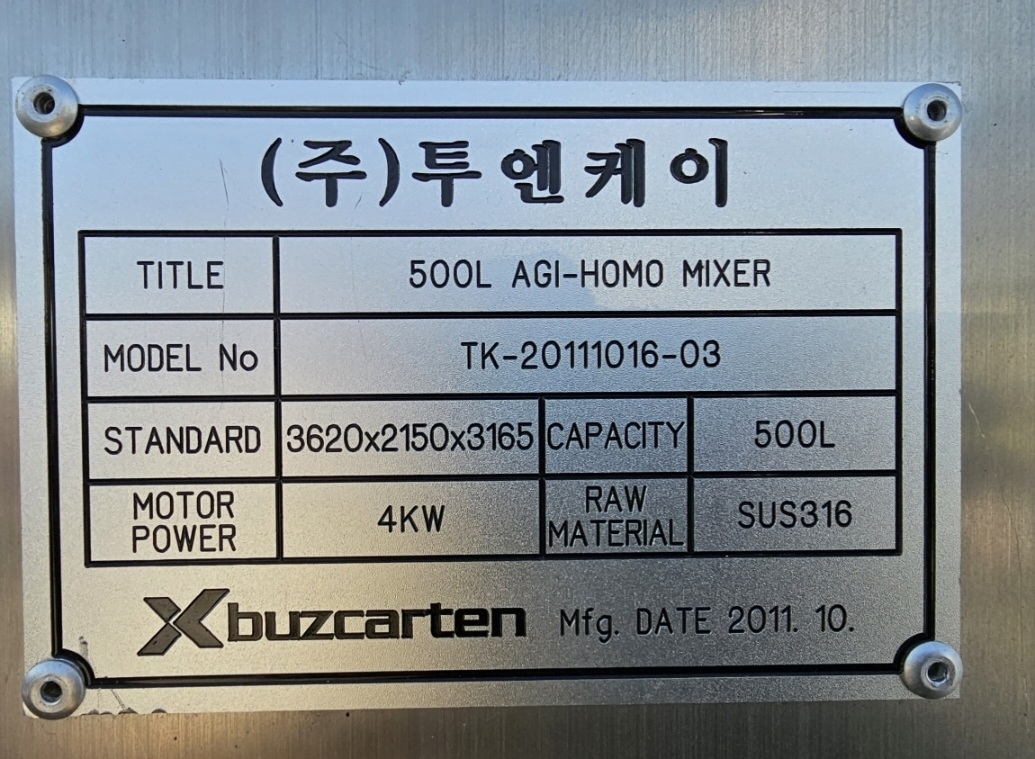 (주)투엔케이
TITLE 500L AGI-HOMO MIXER
MODEL No TK-20111016-03
STANDARD 3620x2150x3165 CAPACITY 500L
MOTOR POWER 4KW RAW MATERIAL SUS316
Xbuzcarten Mfg. DATE 2011. 10.